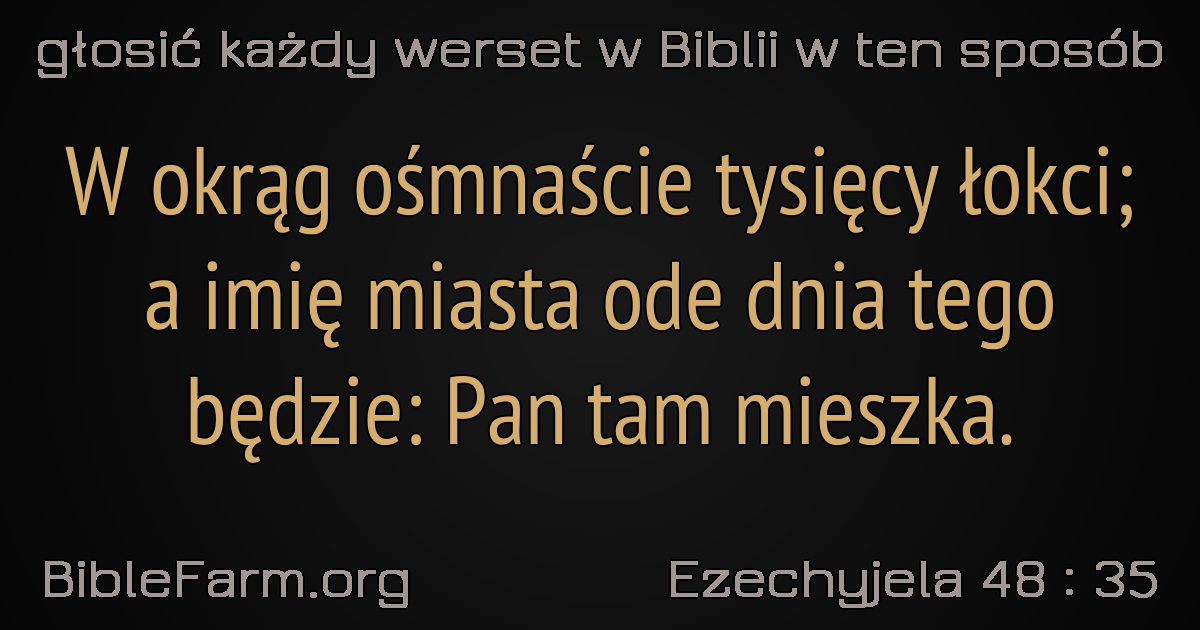 głosić każdy werset w Biblii w ten sposób
W okrąg ośmnaście tysięcy łokci;
a imię miasta ode dnia tego
będzie: Pan tam mieszka.
BibleFarm.org
Ezechyjela 48 : 35